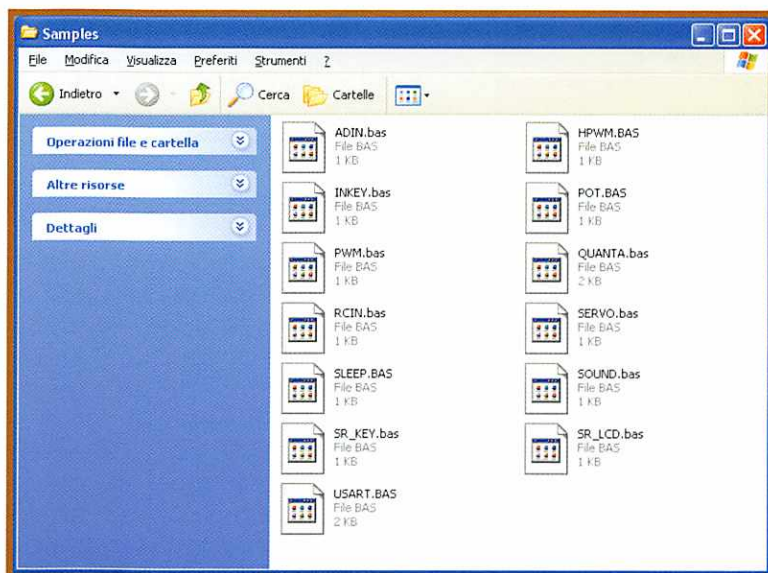 Samples
File Modifica Visualizza Preferiti Strumenti ?
Indietro Cerca Cartelle
Operazioni file e cartella
Altre risorse
Dettagli
ADIN.bas
File BAS
1 KB
HPWM.BAS
File BAS
1 KB
INKEY.bas
File BAS
1 KB
POT.BAS
File BAS
1 KB
PWM.bas
File BAS
1 KB
QUANTA.bas
File BAS
2 KB
RCIN.bas
File BAS
1 KB
SERVO.bas
File BAS
1 KB
SLEEP.BAS
File BAS
1 KB
SOUND.bas
File BAS
1 KB
SR_KEY.bas
File BAS
1 KB
SR_LCD.bas
File BAS
1 KB
USART.BAS
File BAS
2 KB